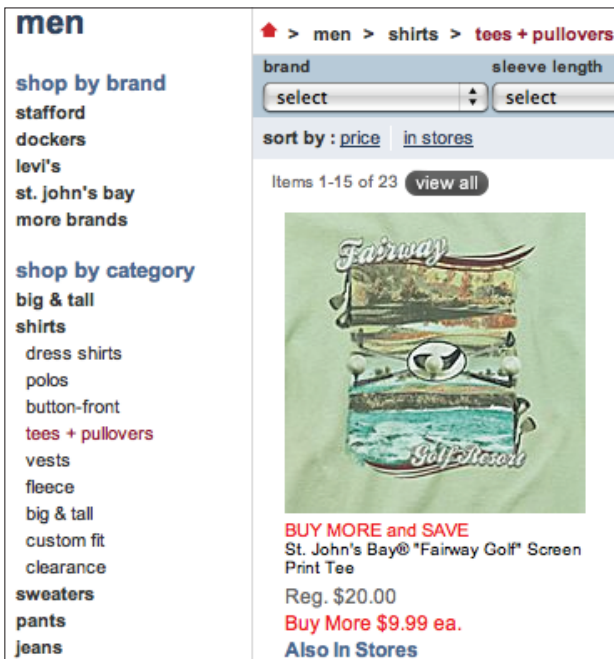 men
shop by brand
stafford
dockers
levi's
st. john's bay
more brands
shop by category
big & tall
shirts
dress shirts
polos
button-front
tees + pullovers
vests
fleece
big & tall
custom fit
clearance
sweaters
pants
jeans
> men > shirts > tees + pullovers
brand sleeve length
select select
sort by : price in stores
Items 1-15 of 23 view all
Fairway
Golf Resort
BUY MORE and SAVE
St. John's Bay® "Fairway Golf" Screen
Print Tee
Reg. $20.00
Buy More $9.99 ea.
Also In Stores